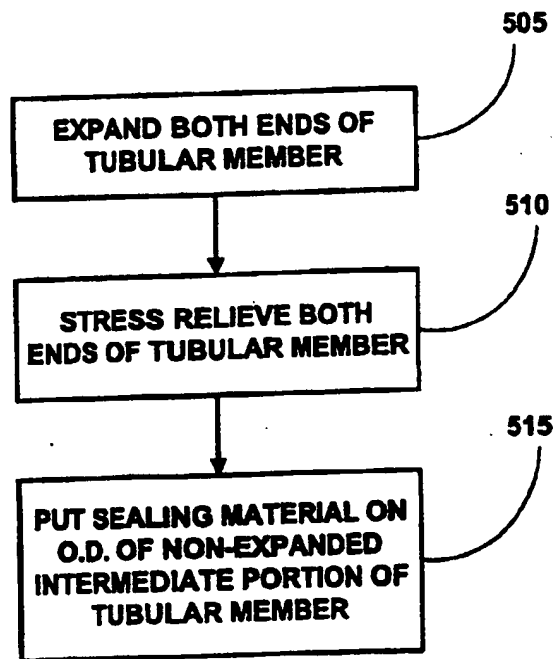 505
EXPAND BOTH ENDS OF
TUBULAR MEMBER
510
STRESS RELIEVE BOTH
ENDS OF TUBULAR MEMBER
515
PUT SEALING MATERIAL ON
O.D. OF NON-EXPANDED
INTERMEDIATE PORTION OF
TUBULAR MEMBER